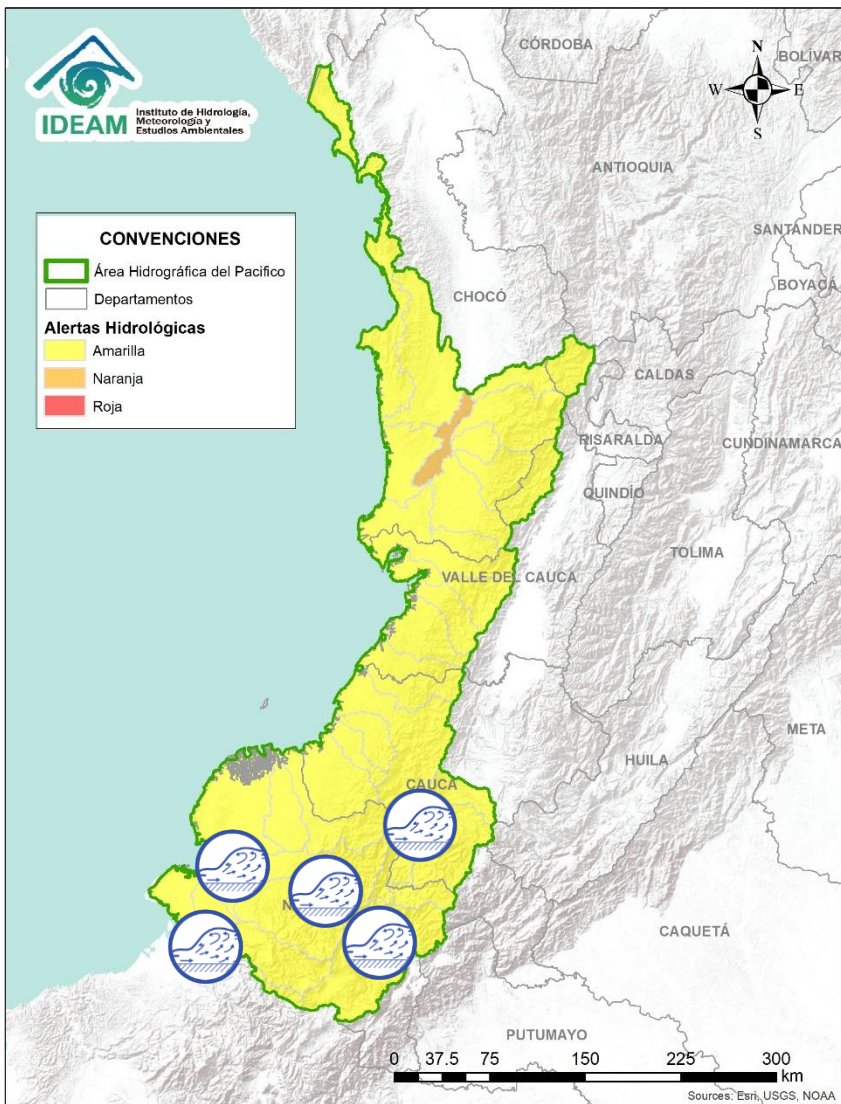 IDEAM
Instituto de Hidrología,
Meteorología y
Estudios Ambientales
N
W
E
S
CÓRDOBA
BOLÍVAR
ANTIOQUIA
SANTANDER
BOYACÁ
CONVENCIONES
Área Hidrográfica del Pacifico
Departamentos
Alertas Hidrológicas
Amarilla
Naranja
Roja
CHOCÓ
CALDAS
RISARALDA
CUNDINAMARCA
QUINDÍO
TOLIMA
VALLE DEL CAUCA
META
HUILA
CAUCA
N
CAQUETÁ
PUTUMAYO
0 37.5 75 150 225 300
km
Sources: Esri, USGS, NOAA